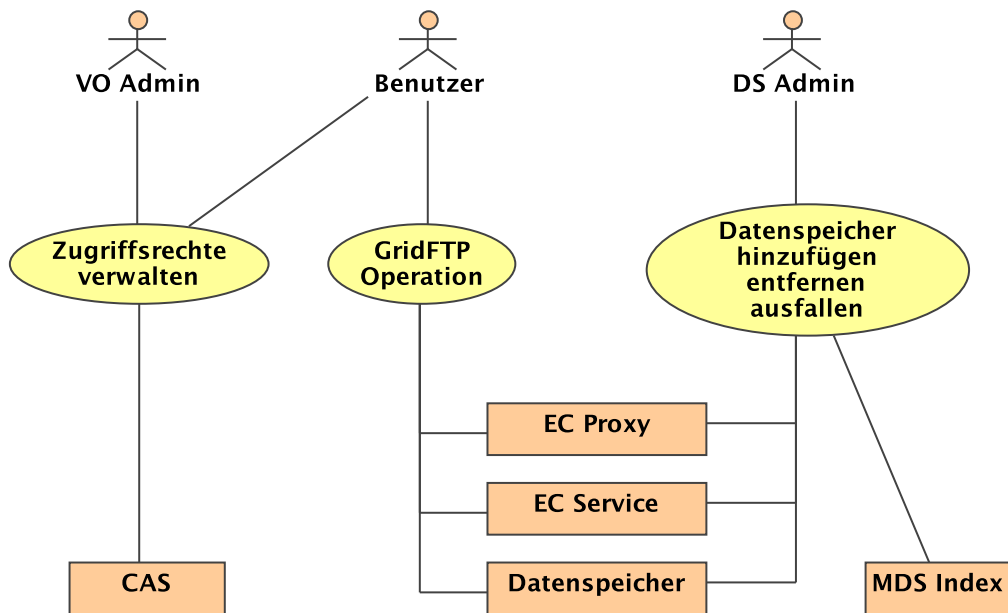 VO Admin
Benutzer
DS Admin
Zugriffsrechte
verwalten
GridFTP
Operation
Datenspeicher
hinzufügen
entfernen
ausfallen
EC Proxy
EC Service
CAS
Datenspeicher
MDS Index